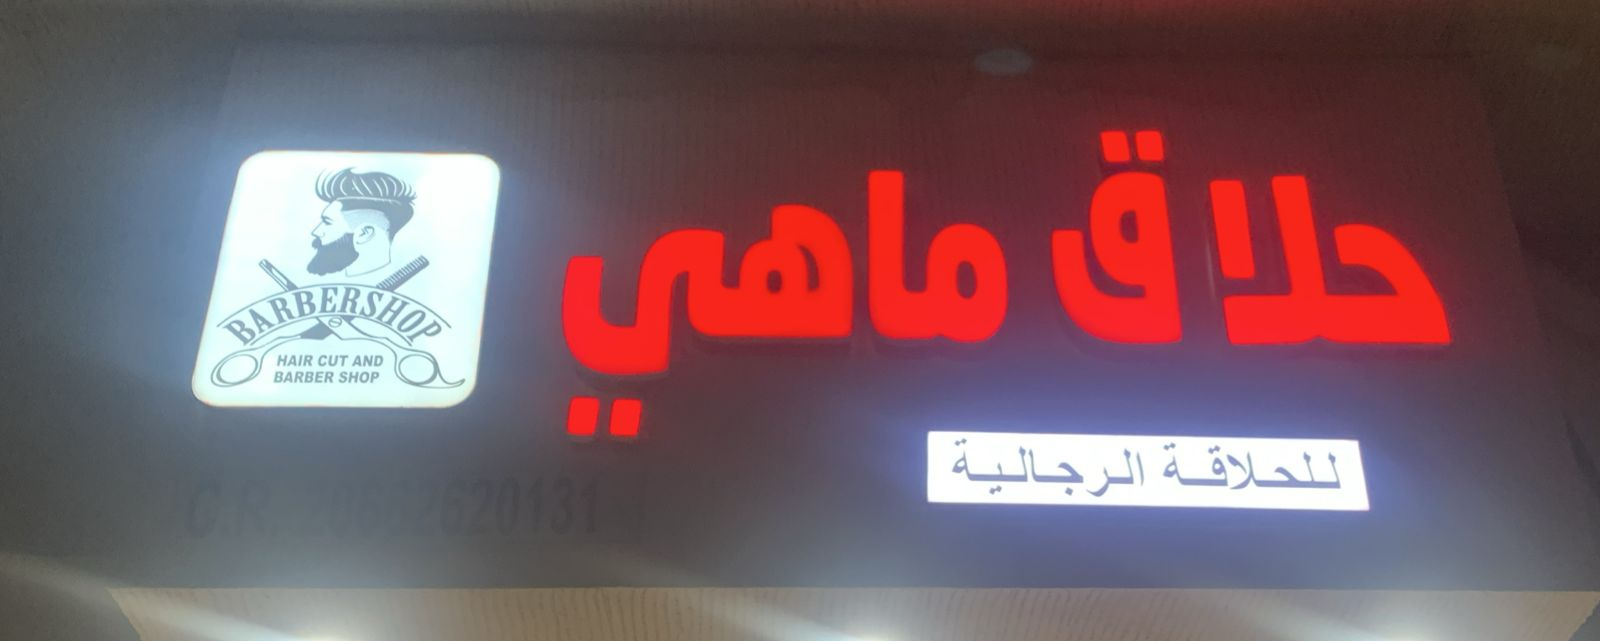 حلاق ماهي
للحلاقة الرجالية
BARBERSHOP
HAIR CUT AND
BARBER SHOP
C.R.